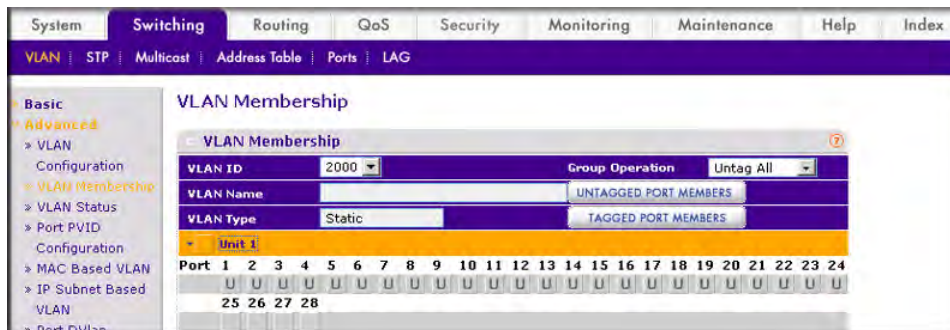 System Switching Routing QoS Security Monitoring Maintenance Help Index
VLAN STP Multicast Address Table Ports LAG
Basic
Advanced
» VLAN
Configuration
» VLAN Membership
» VLAN Status
» Port PVID
Configuration
» MAC Based VLAN
» IP Subnet Based
VLAN
» Port DVlan
VLAN Membership
VLAN Membership ?
VLAN ID 2000 Group Operation Untag All
VLAN Name UNTAGGED PORT MEMBERS
VLAN Type Static TAGGED PORT MEMBERS
Unit 1
Port 1 2 3 4 5 6 7 8 9 10 11 12 13 14 15 16 17 18 19 20 21 22 23 24
U U U U U U U U U U U U U U U U U U U U U U U U
25 26 27 28